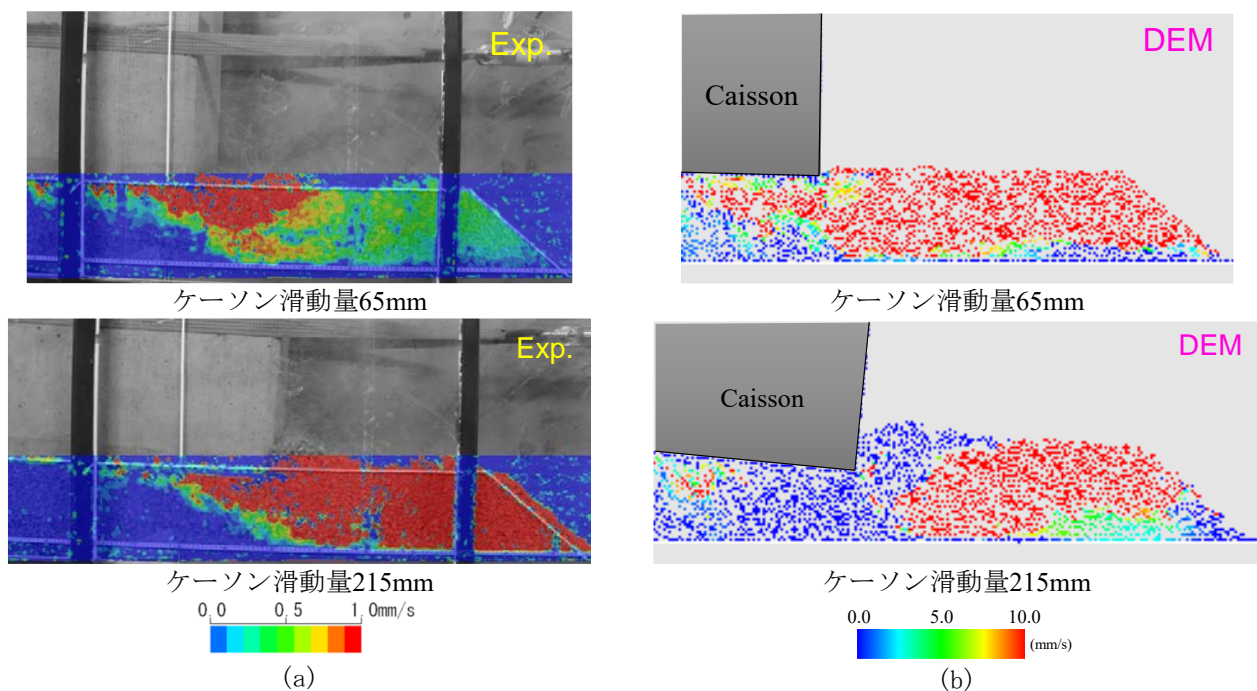 Exp.
DEM
Caisson
ケーソン滑動量65mm
ケーソン滑動量65mm
Exp.
DEM
Caisson
ケーソン滑動量215mm
ケーソン滑動量215mm
0.0 0.5 1.0mm/s
0.0 5.0 10.0
(mm/s)
(a)
(b)